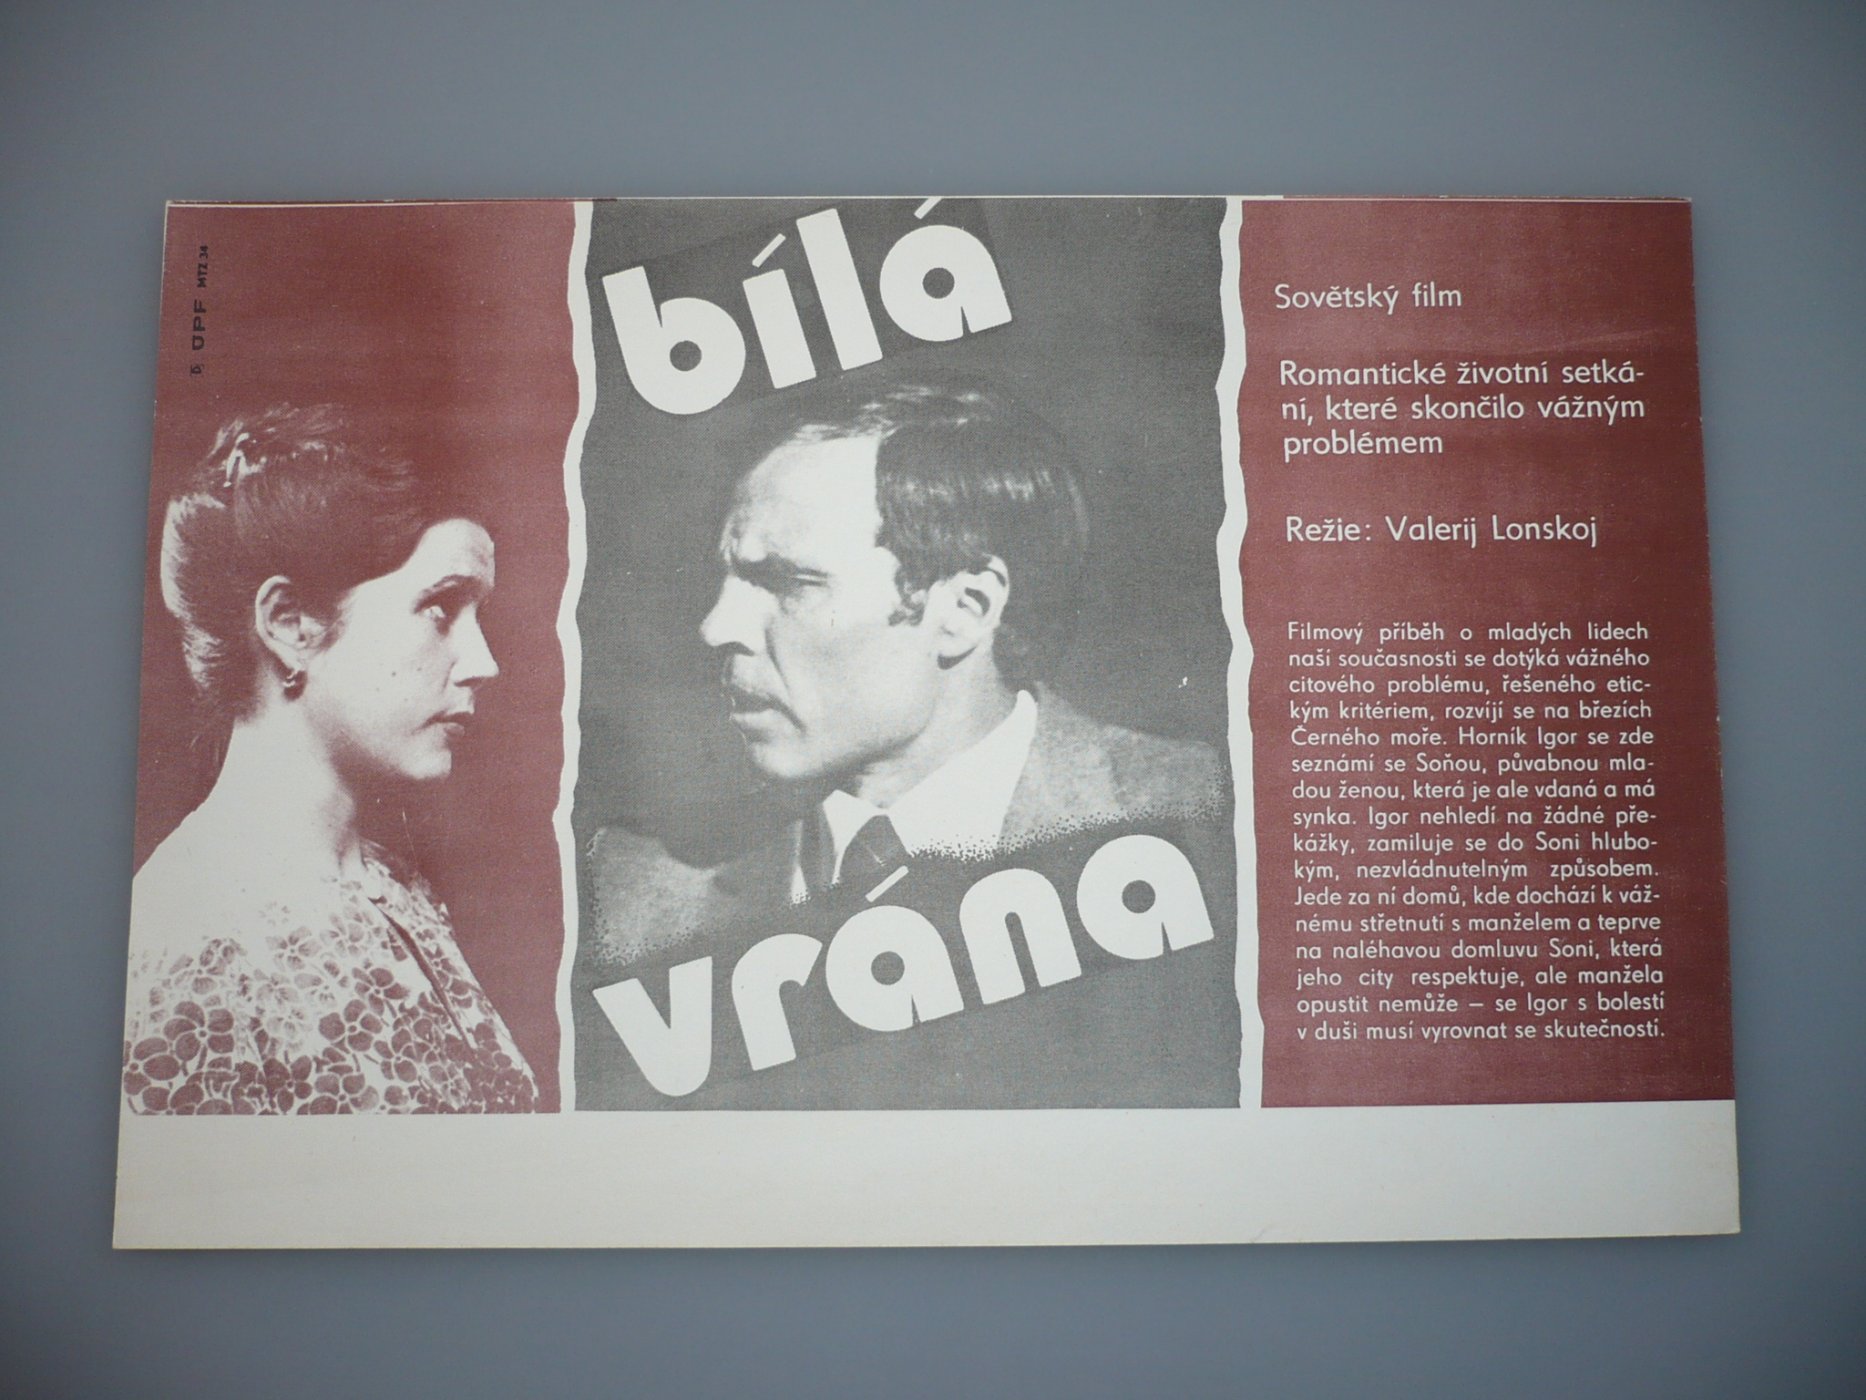 ÚPF MTZ 34
bílá
vrána
Sovětský film
Romantické životní setká-
ní, které skončilo vážným
problémem
Režie: Valerij Lonskoj
Filmový příběh o mladých lidech
naší současnosti se dotýká vážného
citového problému, řešeného etic-
kým kritériem, rozvíjí se na březích
Černého moře. Horník Igor se zde
seznámí se Soňou, půvabnou mla-
dou ženou, která je ale vdaná a má
synka. Igor nehledí na žádné pře-
kážky, zamiluje se do Soni hlubo-
kým, nezvládnutelným způsobem.
Jede za ní domů, kde dochází k váž-
nému střetnutí s manželem a teprve
na naléhavou domluvu Soni, která
jeho city respektuje, ale manžela
opustit nemůže – se Igor s bolestí
v duši musí vyrovnat se skutečností.